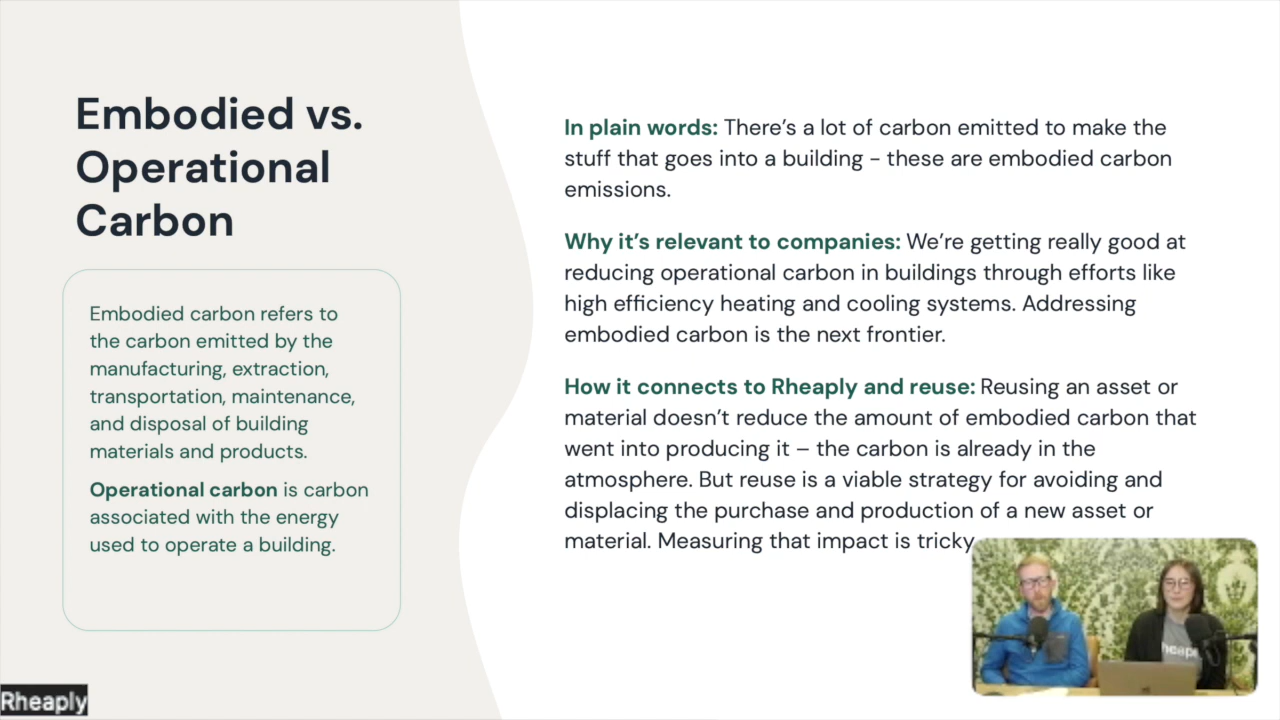 Embodied vs.
Operational
Carbon
Embodied carbon refers to
the carbon emitted by the
manufacturing, extraction,
transportation, maintenance,
and disposal of building
materials and products.
Operational carbon is carbon
associated with the energy
used to operate a building.
In plain words: There's a lot of carbon emitted to make the
stuff that goes into a building - these are embodied carbon
emissions.
Why it's relevant to companies: We're getting really good at
reducing operational carbon in buildings through efforts like
high efficiency heating and cooling systems. Addressing
embodied carbon is the next frontier.
How it connects to Rheaply and reuse: Reusing an asset or
material doesn't reduce the amount of embodied carbon that
went into producing it – the carbon is already in the
atmosphere. But reuse is a viable strategy for avoiding and
displacing the purchase and production of a new asset or
material. Measuring that impact is tricky
Rheaply